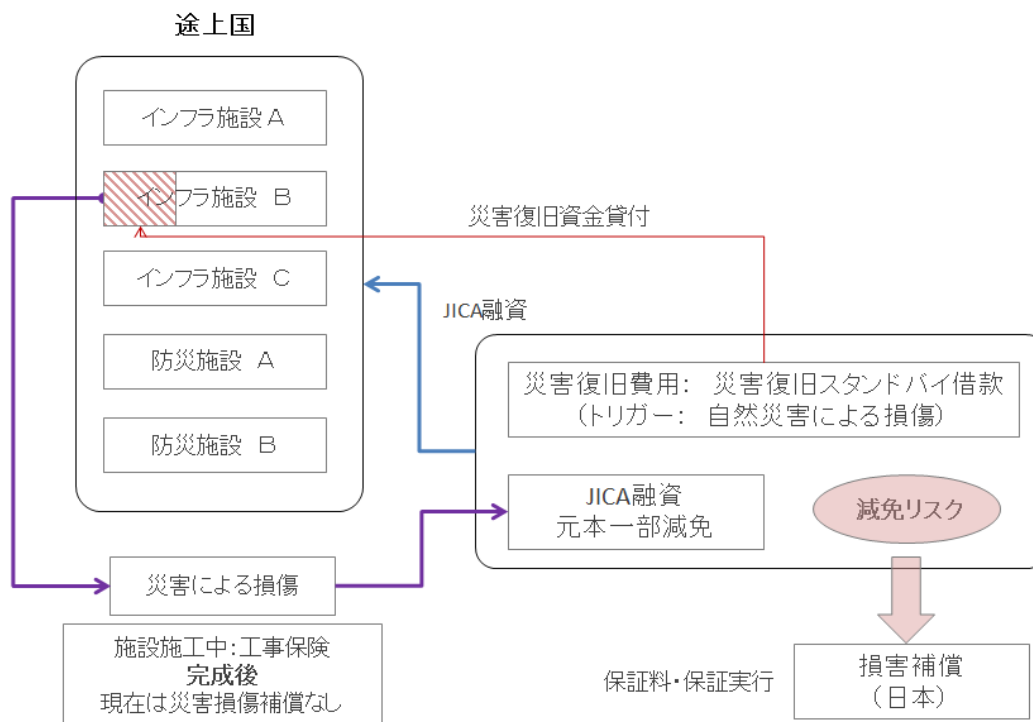 途上国
インフラ施設 A
インフラ施設 B
災害復旧資金貸付
インフラ施設 C
JICA融資
防災施設 A
災害復旧費用: 災害復旧スタンドバイ借款
(トリガー: 自然災害による損傷)
防災施設 B
JICA融資
元本一部減免
減免リスク
災害による損傷
施設施工中:工事保険
完成後
現在は災害損傷補償なし
保証料・保証実行
損害補償
(日本)